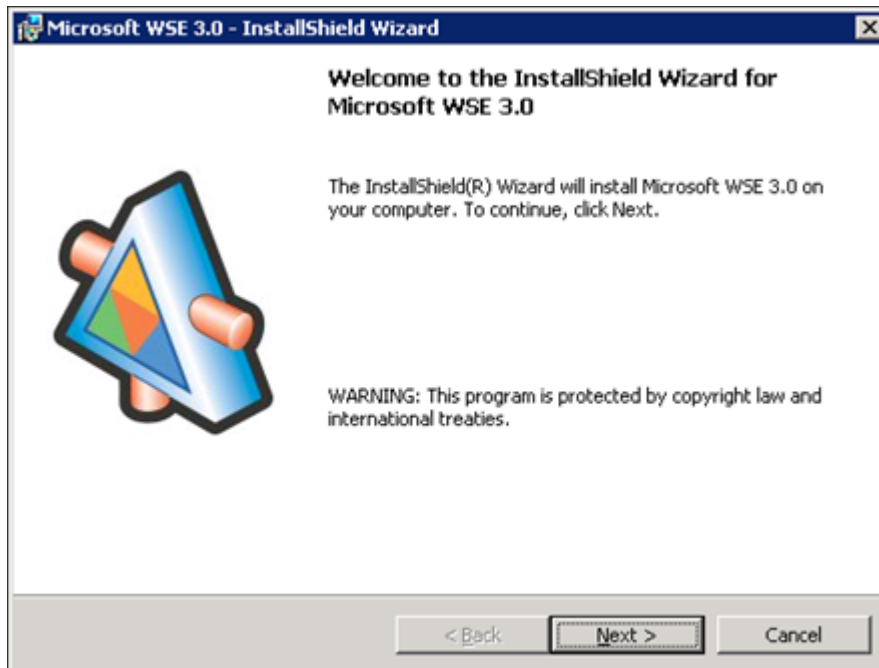 Microsoft WSE 3.0 - InstallShield Wizard
Welcome to the InstallShield Wizard for
Microsoft WSE 3.0
The InstallShield(R) Wizard will install Microsoft WSE 3.0 on
your computer. To continue, click Next.
WARNING: This program is protected by copyright law and
international treaties.
< Back
Next >
Cancel